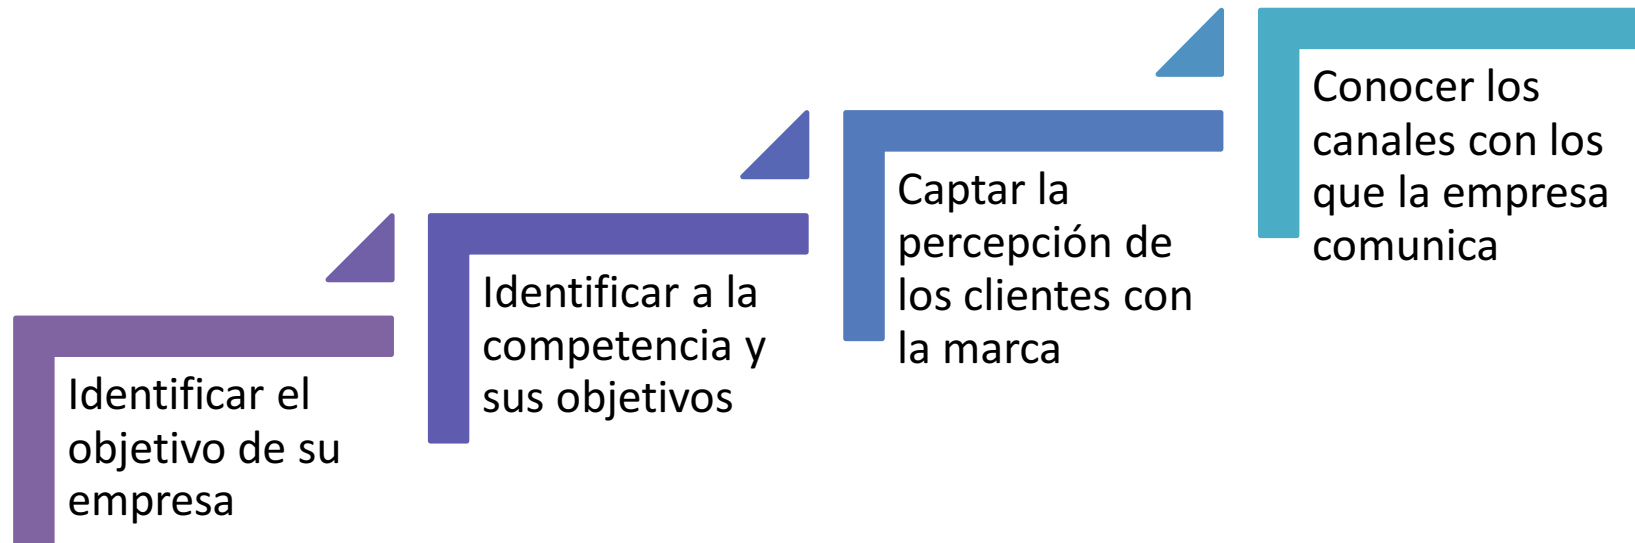 Identificar el
objetivo de su
empresa
Identificar a la
competencia y
sus objetivos
Captar la
percepción de
los clientes con
la marca
Conocer los
canales con los
que la empresa
comunica